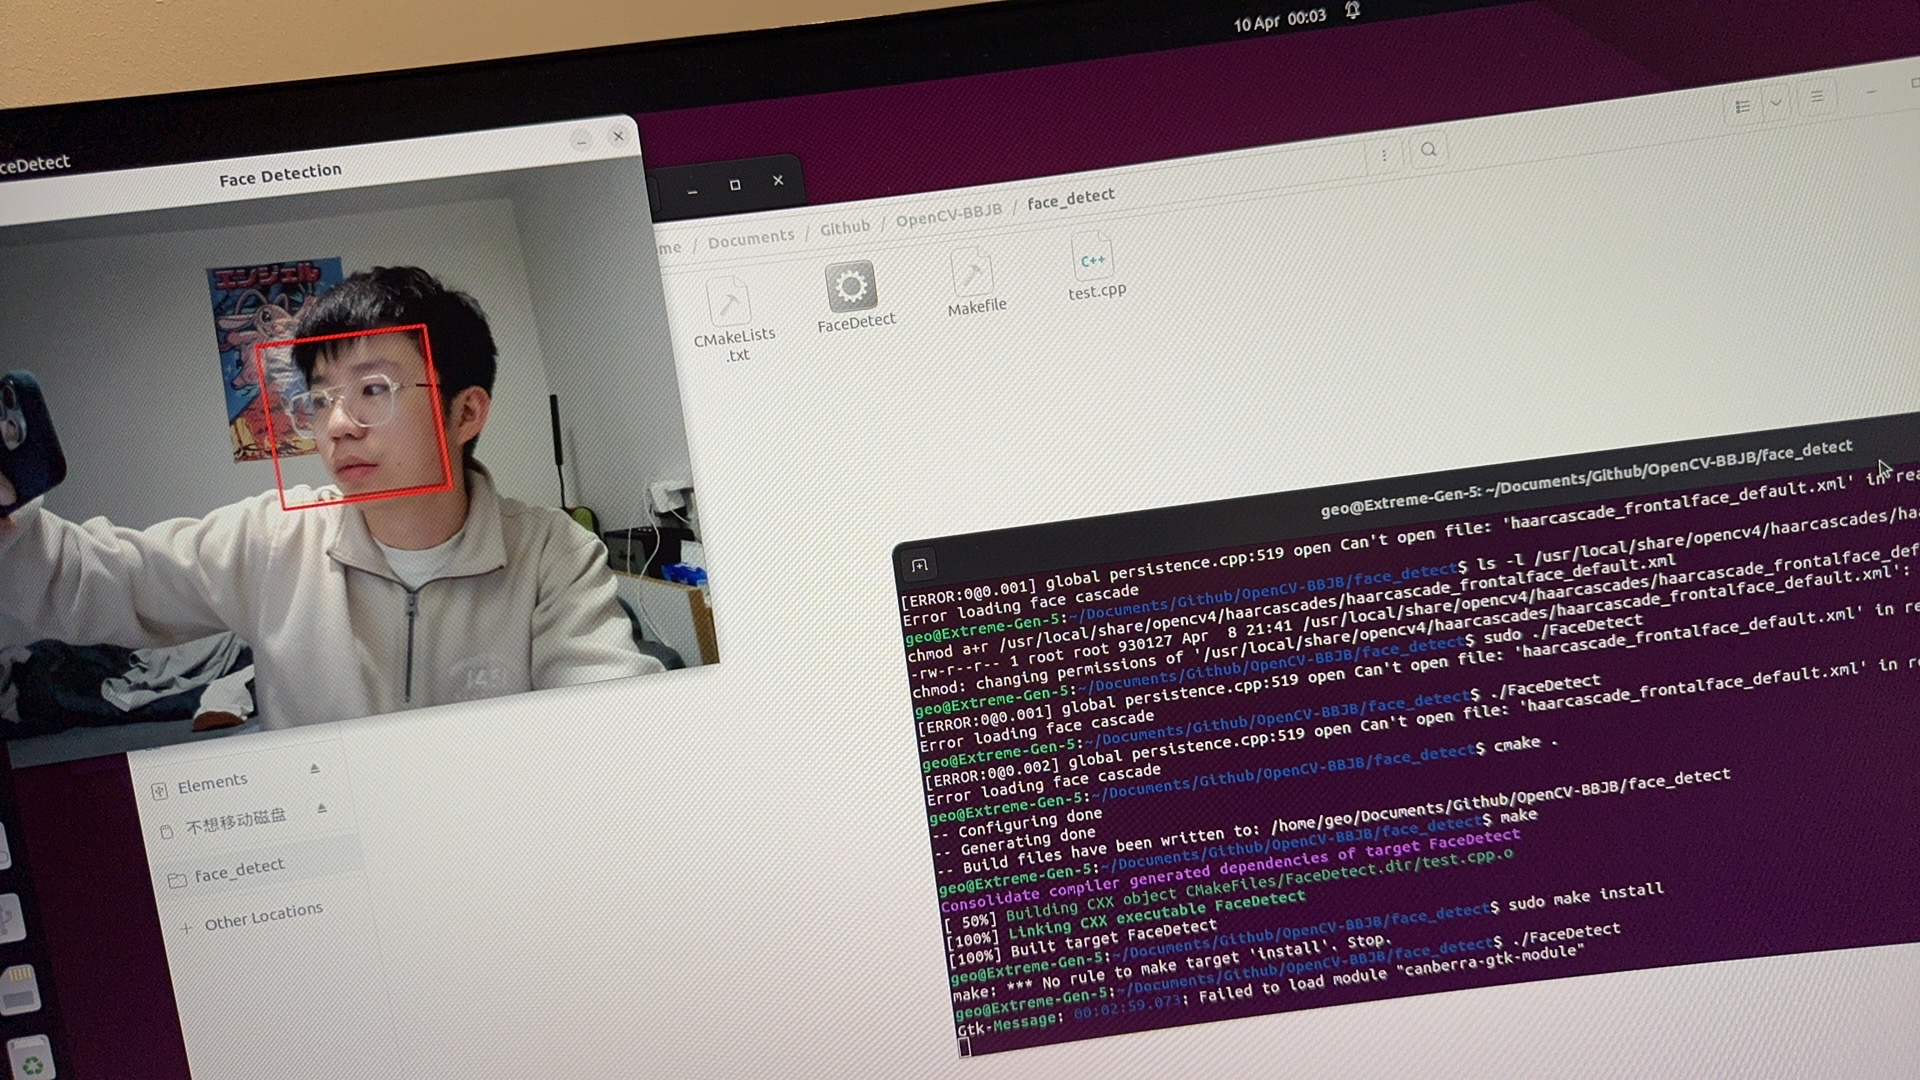 10 Apr 00:03
ceDetect
Face Detection
エンジェル
me / Documents / Github / OpenCV-BBJB / face_detect
CMakeLists
.txt
FaceDetect
Makefile
C++
test.cpp
Elements
不想移动磁盘
face_detect
+ Other Locations
geo@Extreme-Gen-5: ~/Documents/Github/OpenCV-BBJB/face_detect
[ERROR:0@0.001] global persistence.cpp:519 open Can't open file: 'haarcascade_frontalface_default.xml' in rea
Error loading face cascade
geo@Extreme-Gen-5:~/Documents/Github/OpenCV-BBJB/face_detect$ ls -l /usr/local/share/opencv4/haarcascades/ha
chmod a+r /usr/local/share/opencv4/haarcascades/haarcascade_frontalface_default.xml
-rw-r--r-- 1 root root 930127 Apr  8 21:41 /usr/local/share/opencv4/haarcascades/haarcascade_frontalface_def
chmod: changing permissions of '/usr/local/share/opencv4/haarcascades/haarcascade_frontalface_default.xml':
geo@Extreme-Gen-5:~/Documents/Github/OpenCV-BBJB/face_detect$ sudo ./FaceDetect
[ERROR:0@0.001] global persistence.cpp:519 open Can't open file: 'haarcascade_frontalface_default.xml' in re
Error loading face cascade
geo@Extreme-Gen-5:~/Documents/Github/OpenCV-BBJB/face_detect$ ./FaceDetect
[ERROR:0@0.002] global persistence.cpp:519 open Can't open file: 'haarcascade_frontalface_default.xml' in re
Error loading face cascade
geo@Extreme-Gen-5:~/Documents/Github/OpenCV-BBJB/face_detect$ cmake .
-- Configuring done
-- Generating done
-- Build files have been written to: /home/geo/Documents/Github/OpenCV-BBJB/face_detect
geo@Extreme-Gen-5:~/Documents/Github/OpenCV-BBJB/face_detect$ make
Consolidate compiler generated dependencies of target FaceDetect
[ 50%] Building CXX object CMakeFiles/FaceDetect.dir/test.cpp.o
[100%] Linking CXX executable FaceDetect
[100%] Built target FaceDetect
geo@Extreme-Gen-5:~/Documents/Github/OpenCV-BBJB/face_detect$ sudo make install
make: *** No rule to make target 'install'. Stop.
geo@Extreme-Gen-5:~/Documents/Github/OpenCV-BBJB/face_detect$ ./FaceDetect
Gtk-Message: 00:02:59.073: Failed to load module "canberra-gtk-module"